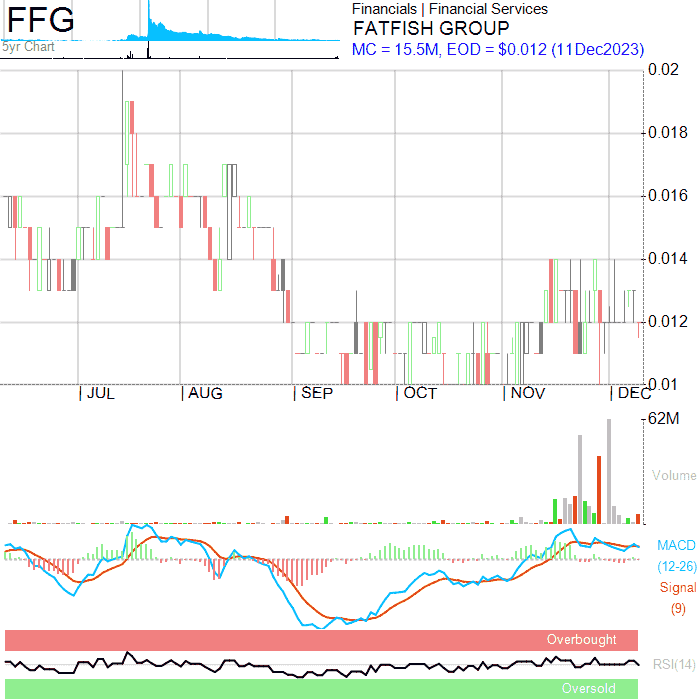 FFG
5yr Chart
Financials | Financial Services
FATFISH GROUP
MC = 15.5M, EOD = $0.012 (11Dec2023)
0.02
0.018
0.016
0.014
0.012
0.01
JUL
AUG
SEP
OCT
NOV
DEC
62M
Volume
MACD
(12-26)
Signal
(9)
Overbought
RSI(14)
Oversold